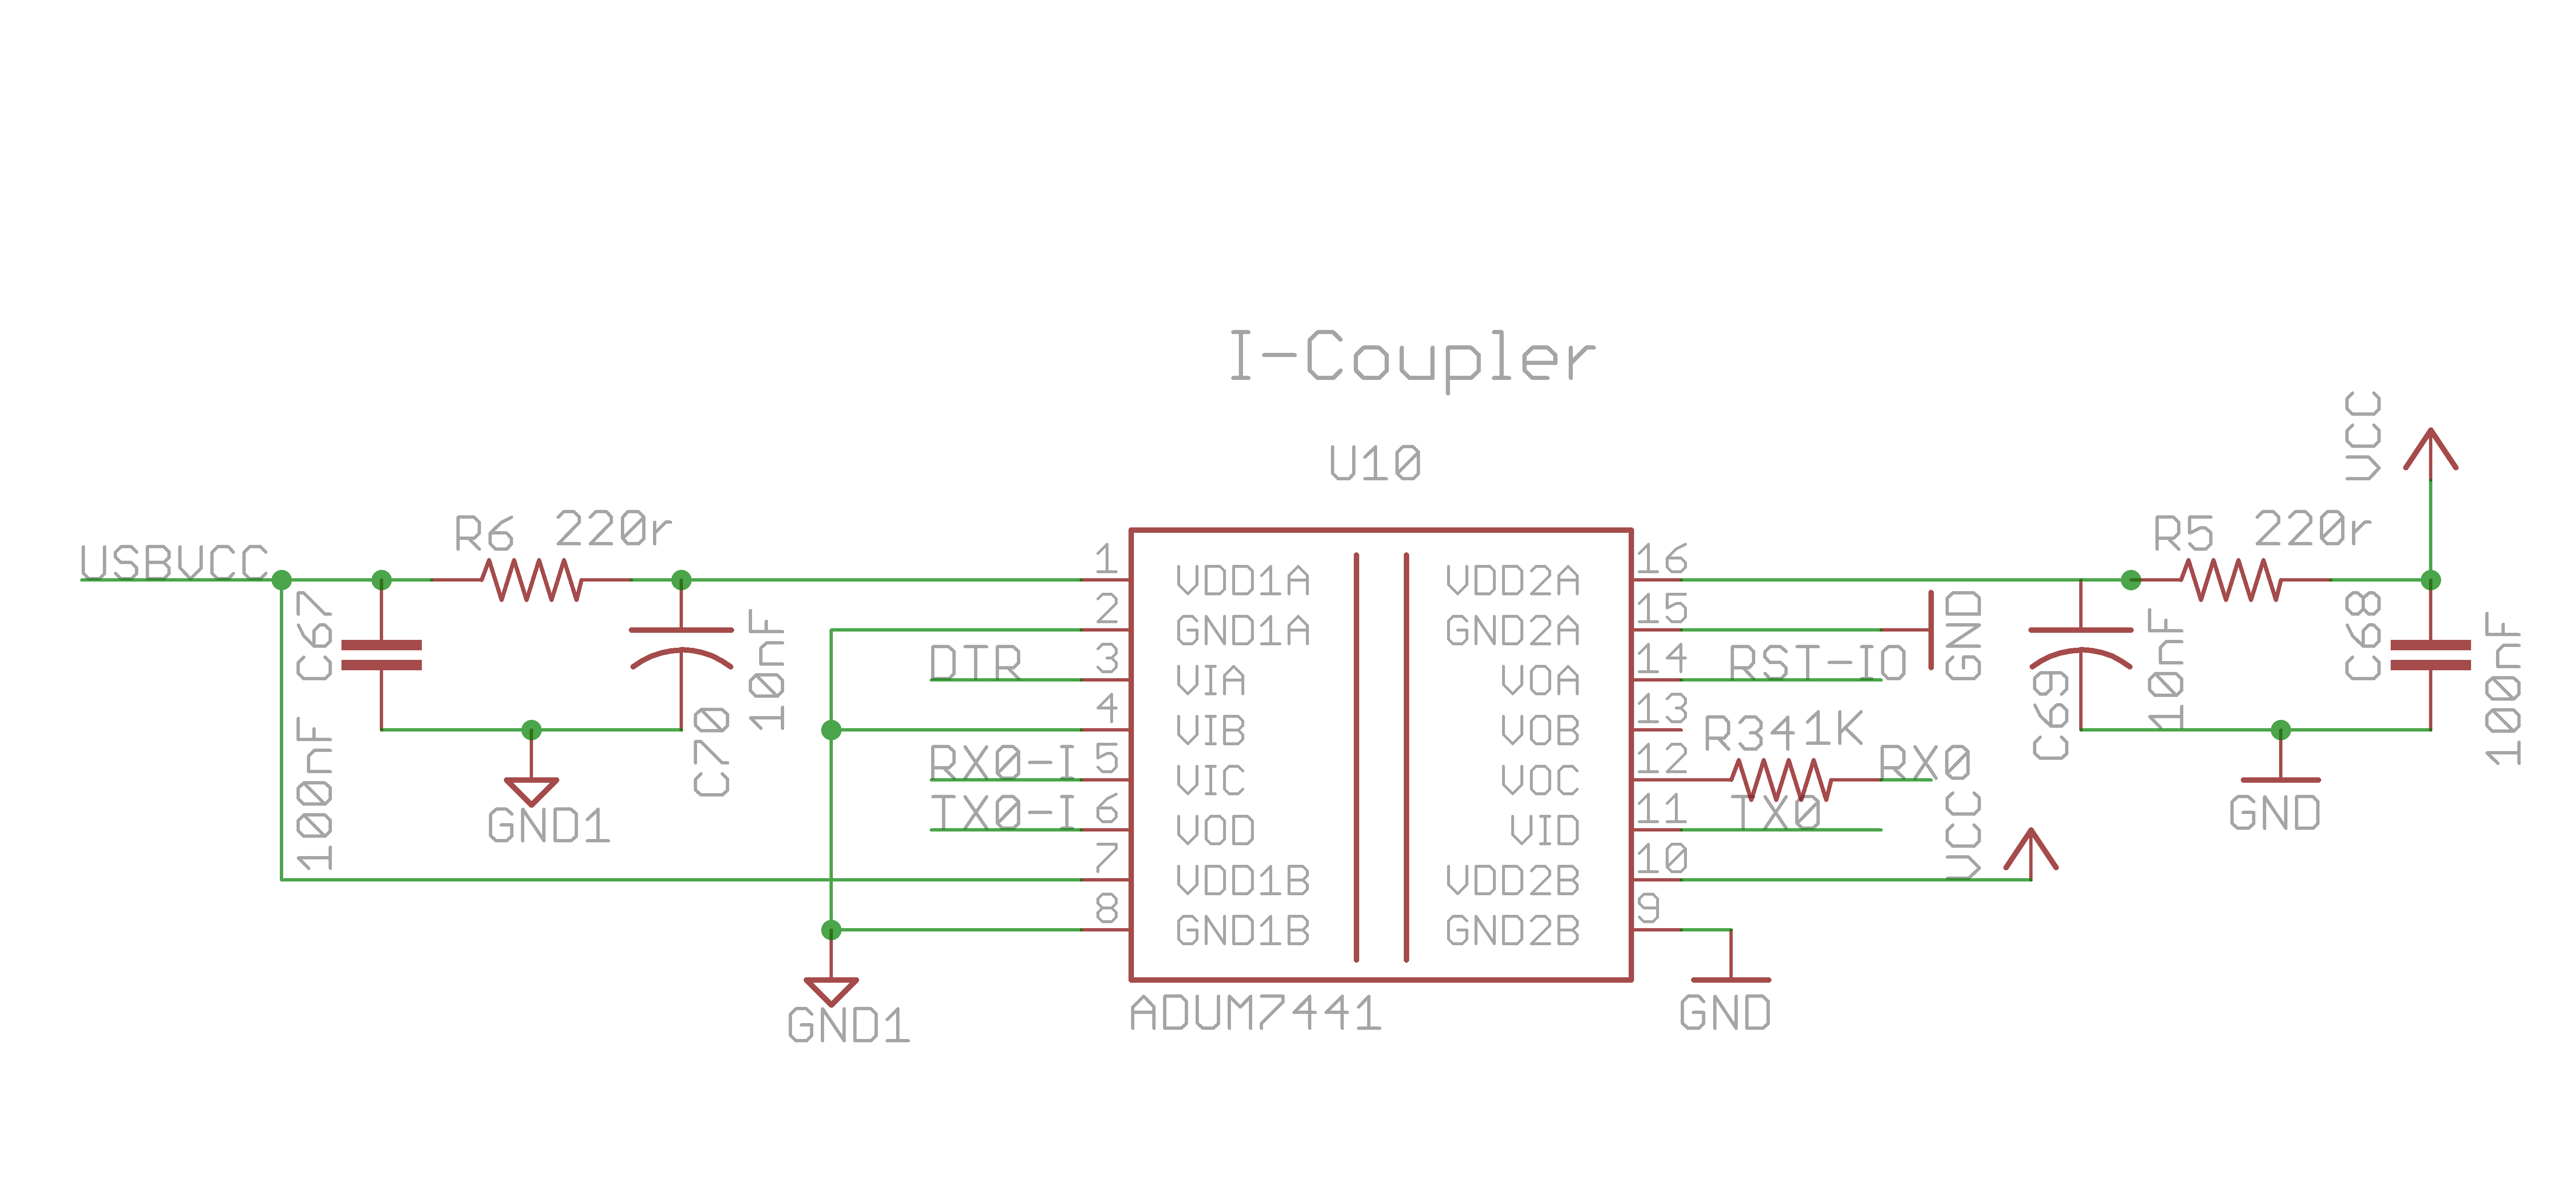 I-Coupler
U10
VCC
USBVCC
R6 220r
R5 220r
C67
100nF
C70
10nF
GND1
GND1
DTR
RX0-I
TX0-I
1 VDD1A VDD2A 16
2 GND1A GND2A 15
3 VIA VOA 14
4 VIB VOB 13
5 VIC VOC 12
6 VOD VID 11
7 VDD1B VDD2B 10
8 GND1B GND2B 9
ADUM7441
GND
RST-IO
R34 1K
RX0
TX0
VCC
GND
C69
10nF
C68
100nF
GND